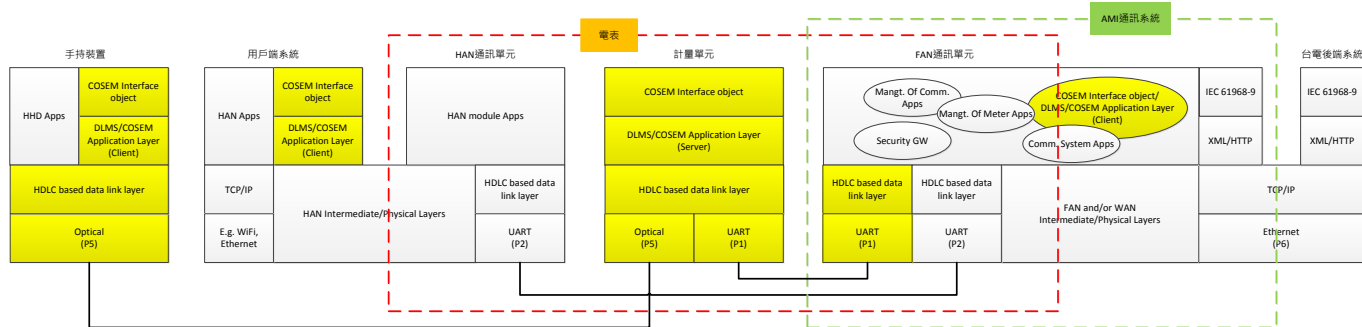 電表
AMI通訊系統
手持裝置
用戶端系統
HAN通訊單元
計量單元
FAN通訊單元
台電後端系統
HHD Apps
COSEM Interface
object
DLMS/COSEM
Application Layer
(Client)
HDLC based data link layer
Optical
(P5)
HAN Apps
COSEM Interface
object
DLMS/COSEM
Application Layer
(Client)
TCP/IP
E.g. WiFi,
Ethernet
HAN Intermediate/Physical Layers
HAN module Apps
HDLC based data
link layer
UART
(P2)
COSEM Interface object
DLMS/COSEM Application Layer
(Server)
HDLC based data link layer
Optical
(P5)
UART
(P1)
Mangt. Of Comm.
Apps
Mangt. Of Meter Apps
COSEM Interface object/
DLMS/COSEM Application Layer
(Client)
Security GW
Comm. System Apps
HDLC based data
link layer
HDLC based data
link layer
UART
(P1)
UART
(P2)
FAN and/or WAN
Intermediate/Physical Layers
IEC 61968-9
XML/HTTP
IEC 61968-9
XML/HTTP
TCP/IP
Ethernet
(P6)